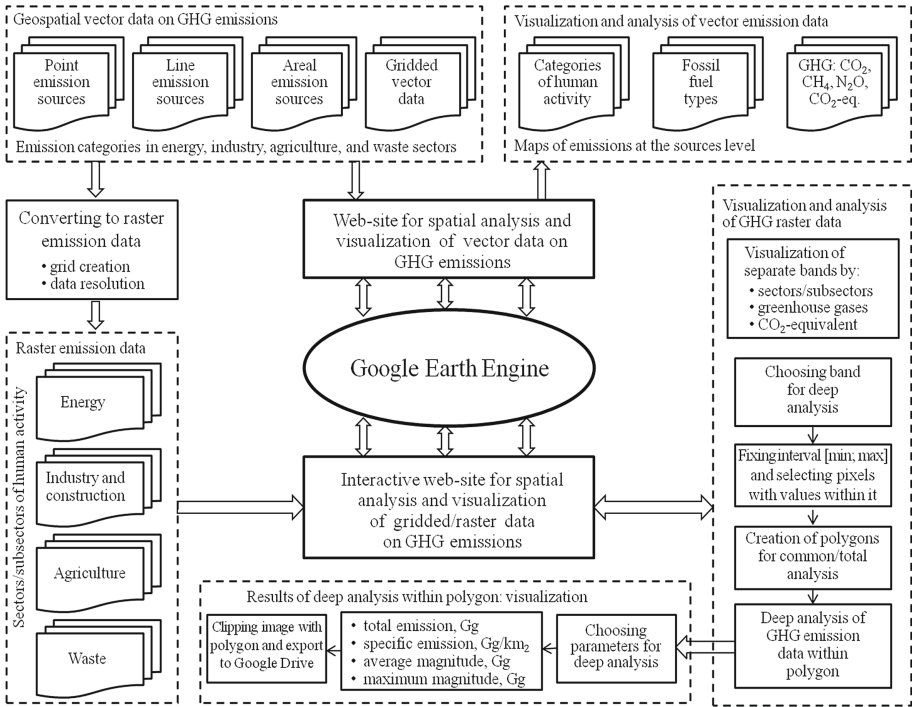 Geospatial vector data on GHG emissions
Point
emission
sources
Line
emission
sources
Areal
emission
sources
Gridded
vector
data
Emission categories in energy, industry, agriculture, and waste sectors
Visualization and analysis of vector emission data
Categories
of human
activity
Fossil
fuel
types
GHG: CO₂,
CH₄, N₂O,
CO₂-eq.
Maps of emissions at the sources level
Converting to raster
emission data
• grid creation
• data resolution
Web-site for spatial analysis and
visualization of vector data on
GHG emissions
Google Earth Engine
Interactive web-site for spatial
analysis and visualization
of gridded/raster data
on GHG emissions
Raster emission data
Sectors/subsectors of human activity
Energy
Industry and
construction
Agriculture
Waste
Visualization and analysis
of GHG raster data
Visualization of
separate bands by:
• sectors/subsectors
• greenhouse gases
• CO₂-equivalent
Choosing band
for deep
analysis
Fixing interval [min; max]
and selecting pixels
with values within it
Creation of polygons
for common/total
analysis
Deep analysis of
GHG emission
data within
polygon
Results of deep analysis within polygon: visualization
Choosing
parameters for
deep analysis
• total emission, Gg
• specific emission, Gg/km₂
• average magnitude, Gg
• maximum magnitude, Gg
Clipping image with
polygon and export
to Google Drive